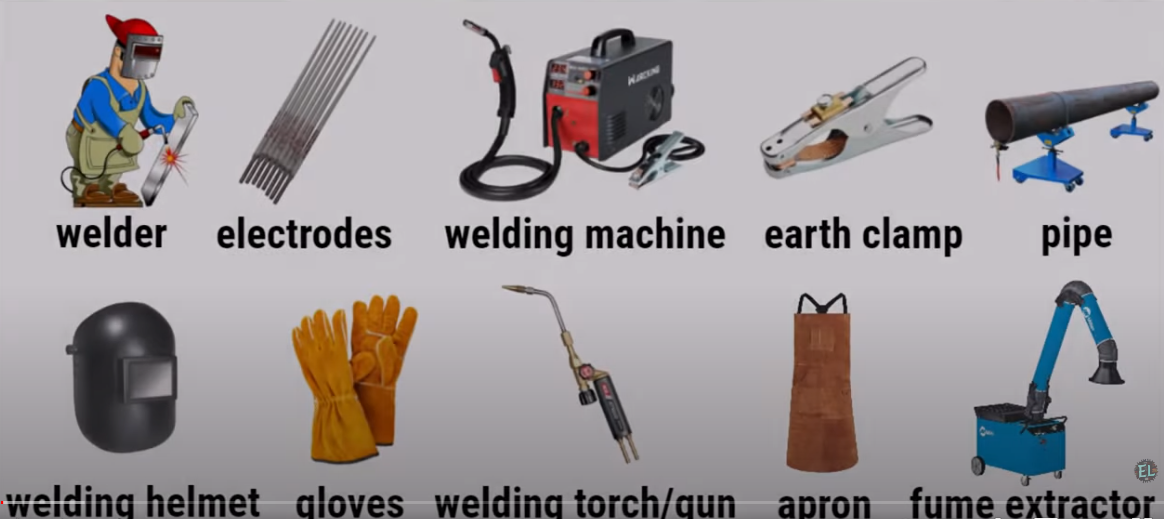 welder electrodes welding machine earth clamp pipe
welding helmet gloves welding torch/gun apron fume extractor
EL